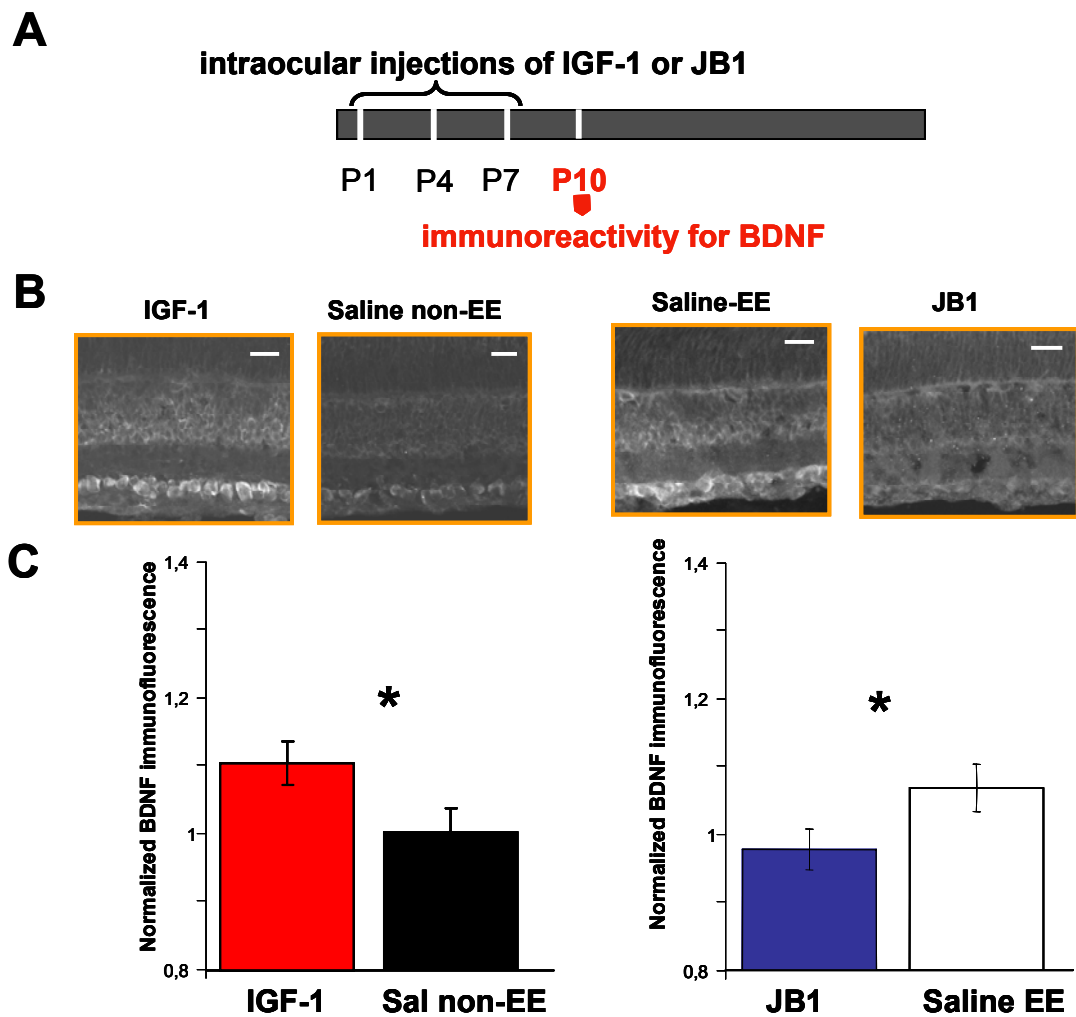 A
intraocular injections of IGF-1 or JB1
P1 P4 P7 P10
immunoreactivity for BDNF
B
IGF-1 Saline non-EE Saline-EE JB1
C
Normalized BDNF immunofluorescence
1,4
1,2
1
0,8
*
IGF-1 Sal non-EE
Normalized BDNF immunofluorescence
1,4
1,2
1
0,8
*
JB1 Saline EE